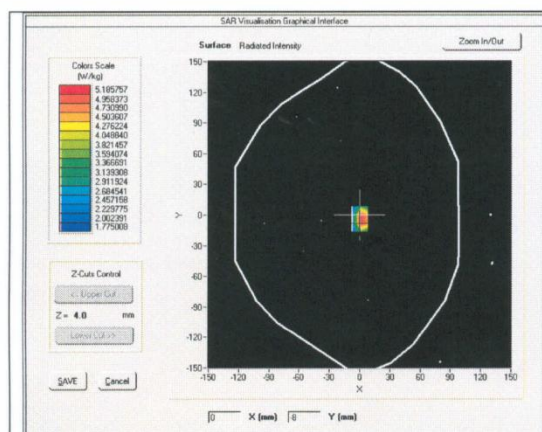 SAR Visualisation Graphical Interface
Surface Radiated Intensity
Zoom In/Out
Colors Scale
(W/kg)
5.185757
4.958373
4.730990
4.503607
4.276224
4.048840
3.821457
3.594074
3.366691
3.139308
2.911924
2.684541
2.457158
2.229775
2.002391
1.775008
150
120
90
60
30
0
-30
-60
-90
-120
-150
Y
-150 -120 -90 -60 -30 0 30 60 90 120 150
X
Z-Cuts Control
Z = 4.0 mm
SAVE Cancel
0 X (mm) -8 Y (mm)